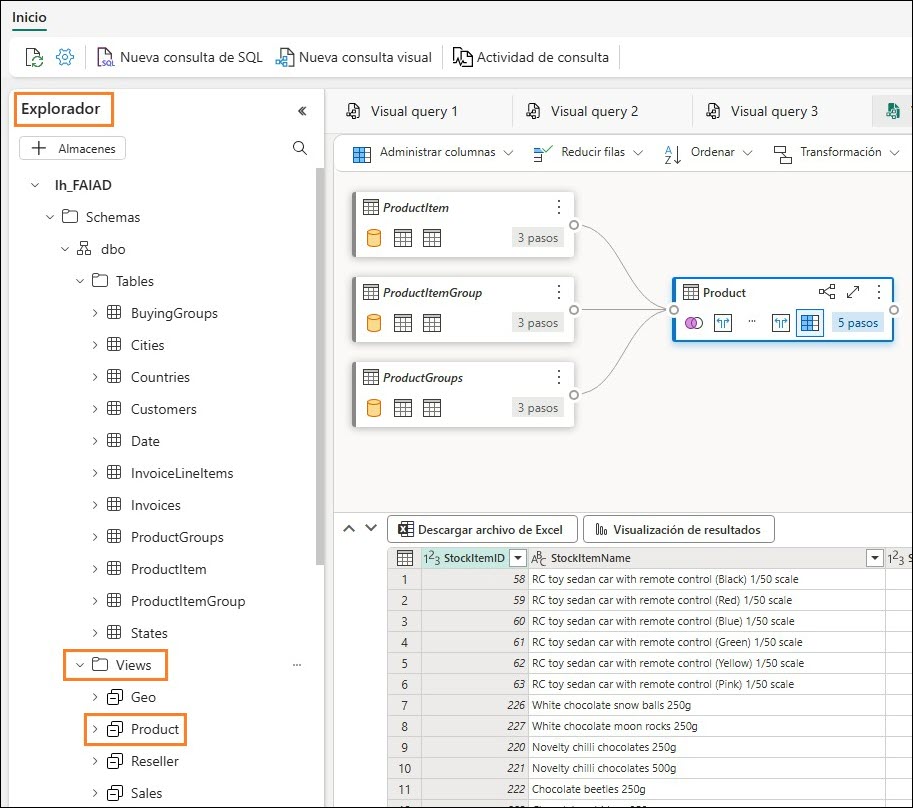 Inicio
Nueva consulta de SQL Nueva consulta visual Actividad de consulta
Explorador
Visual query 1 Visual query 2 Visual query 3
+ Almacenes
Administrar columnas Reducir filas Ordenar Transformación
lh_FAIAD
Schemas
dbo
Tables
BuyingGroups
Cities
Countries
Customers
Date
InvoiceLineItems
Invoices
ProductGroups
ProductItem
ProductItemGroup
States
Views
Geo
Product
Reseller
Sales
ProductItem
3 pasos
ProductItemGroup
3 pasos
ProductGroups
3 pasos
Product
5 pasos
Descargar archivo de Excel Visualización de resultados
StockItemID StockItemName
1 58 RC toy sedan car with remote control (Black) 1/50 scale
2 59 RC toy sedan car with remote control (Red) 1/50 scale
3 60 RC toy sedan car with remote control (Blue) 1/50 scale
4 61 RC toy sedan car with remote control (Green) 1/50 scale
5 62 RC toy sedan car with remote control (Yellow) 1/50 scale
6 63 RC toy sedan car with remote control (Pink) 1/50 scale
7 226 White chocolate snow balls 250g
8 227 White chocolate moon rocks 250g
9 220 Novelty chilli chocolates 250g
10 221 Novelty chilli chocolates 500g
11 222 Chocolate beetles 250g